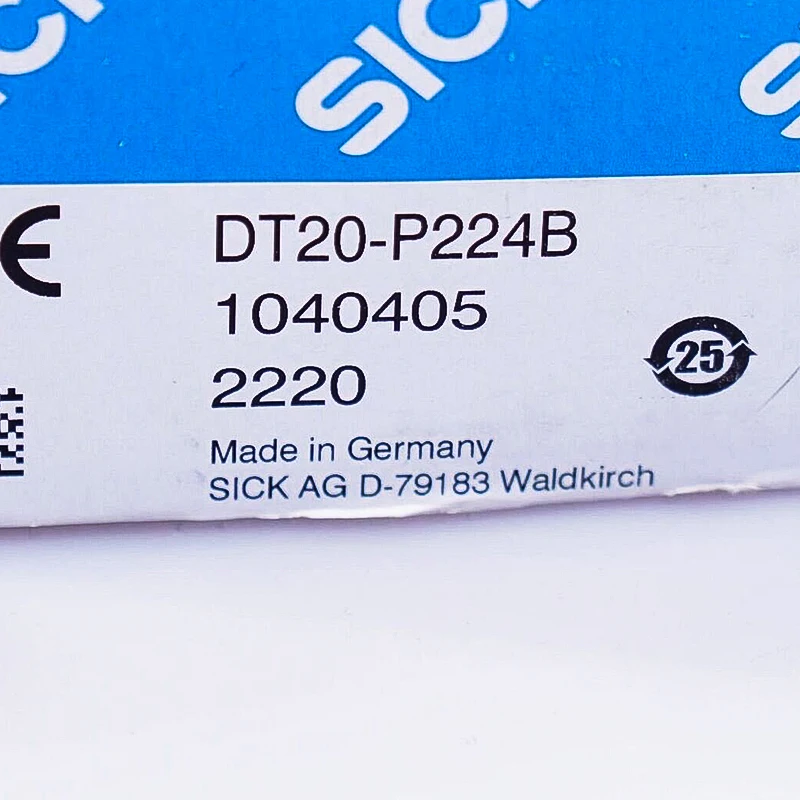 SICK
DT20-P224B
1040405
2220
25
Made in Germany
SICK AG D-79183 Waldkirch